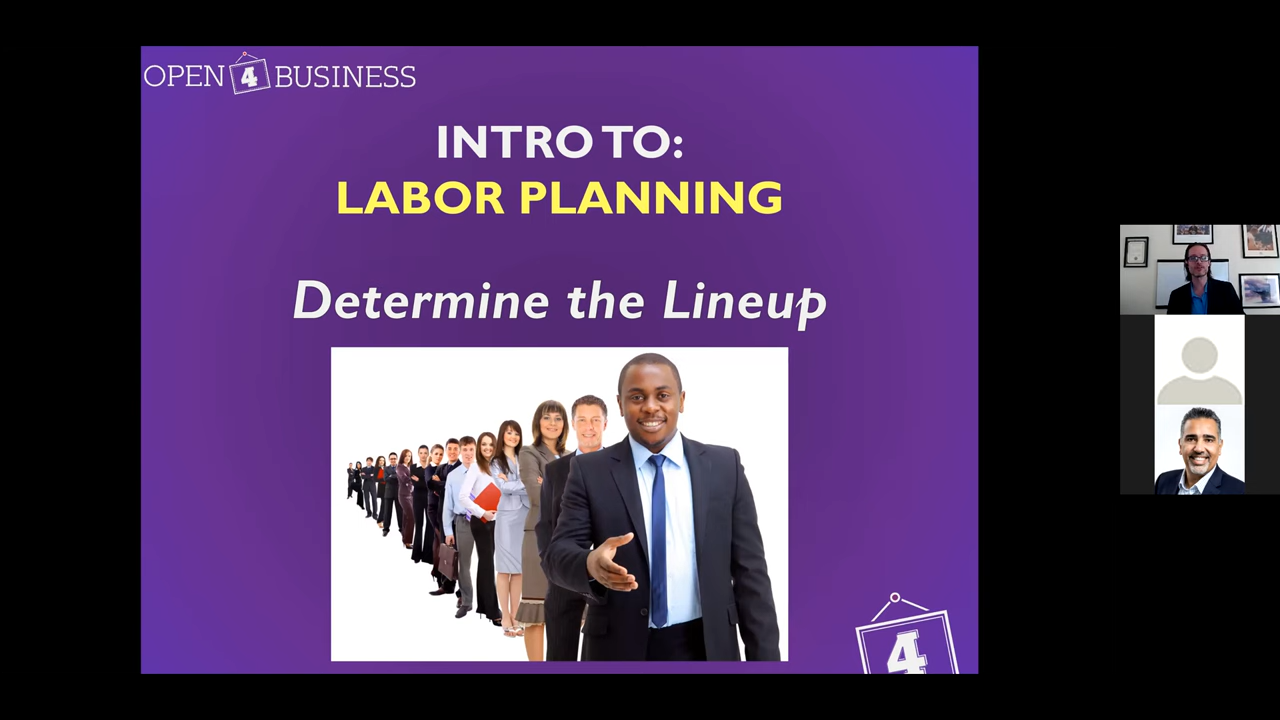 OPEN 4 BUSINESS
INTRO TO:
LABOR PLANNING
Determine the Lineup
4